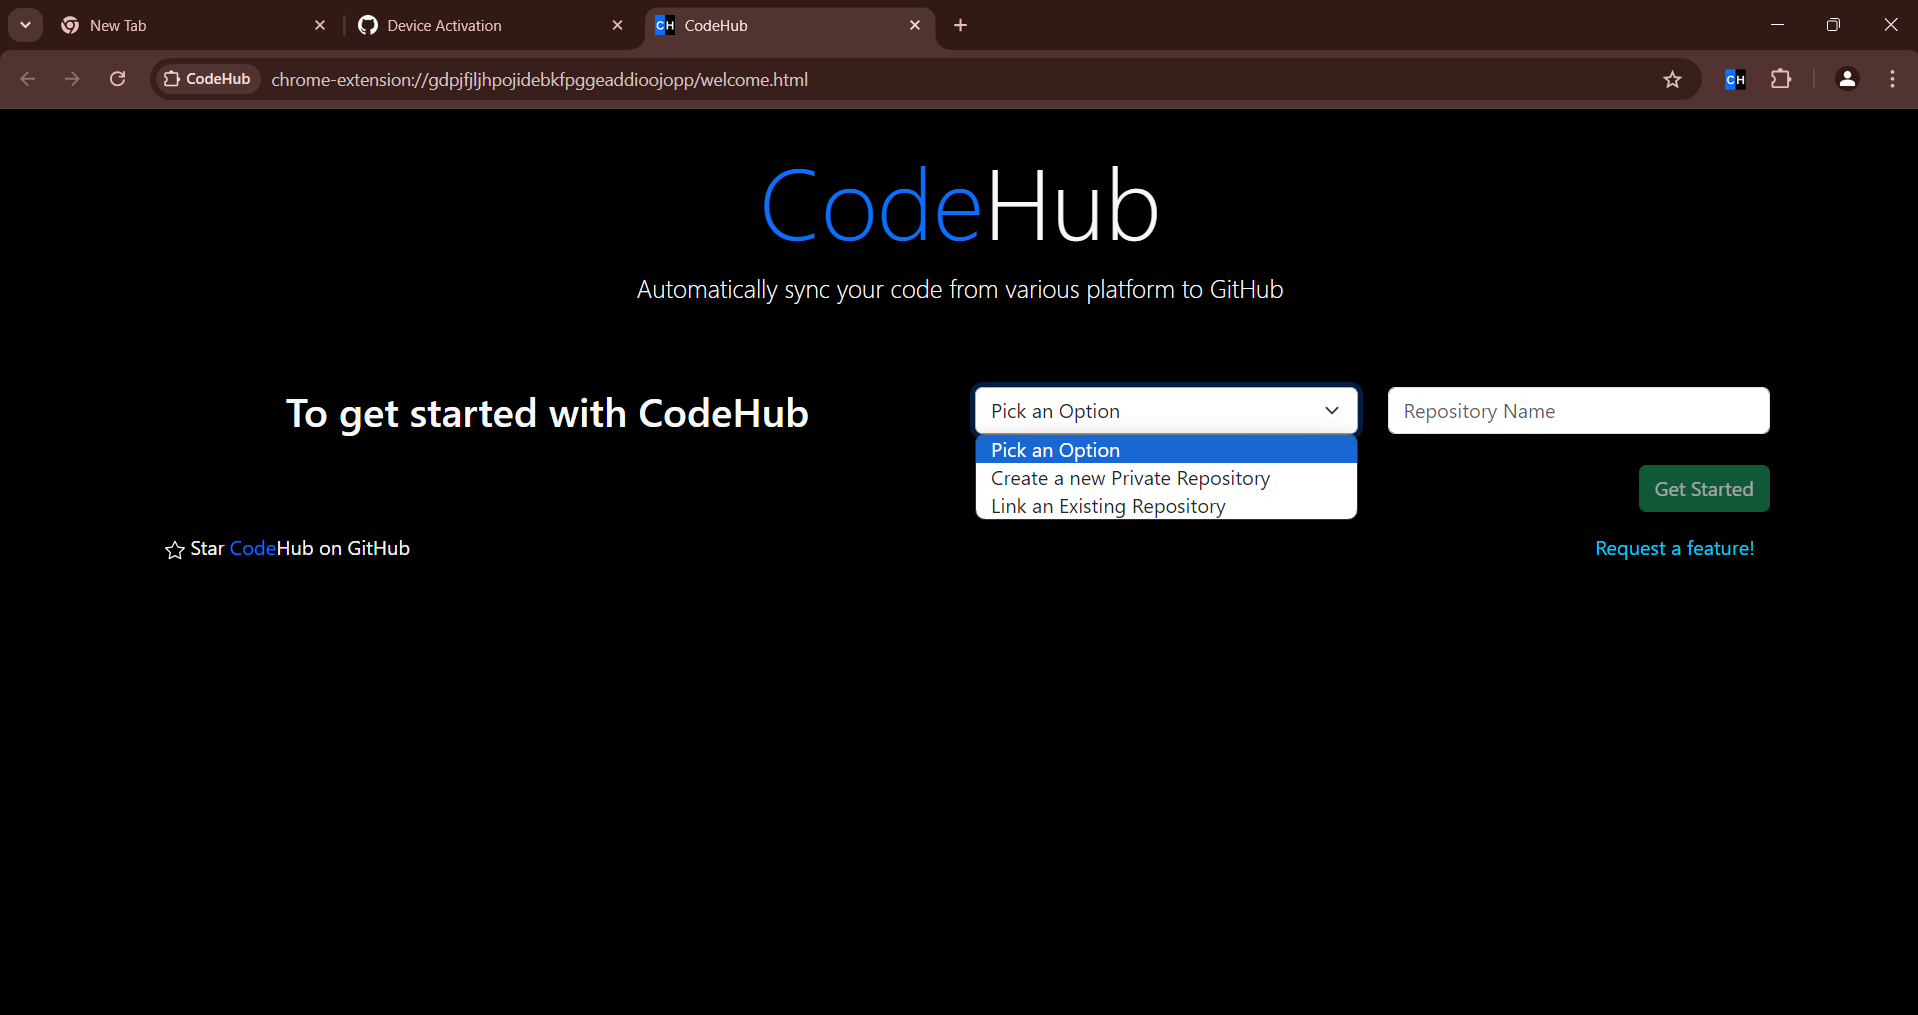 New Tab
Device Activation
CH CodeHub
CodeHub
chrome-extension://gdpjfjljhpojidebkfpggeaddioojopp/welcome.html
CH
CodeHub
Automatically sync your code from various platform to GitHub
To get started with CodeHub
Pick an Option
Repository Name
Pick an Option
Create a new Private Repository
Link an Existing Repository
Get Started
Star CodeHub on GitHub
Request a feature!